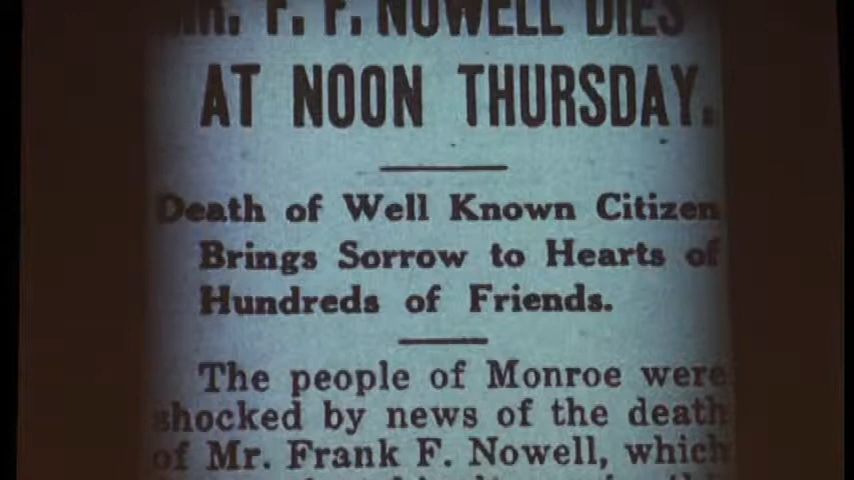 MR. F. F. NOWELL DIES
AT NOON THURSDAY.
Death of Well Known Citizen
Brings Sorrow to Hearts of
Hundreds of Friends.
The people of Monroe were
shocked by news of the death
of Mr. Frank F. Nowell, which